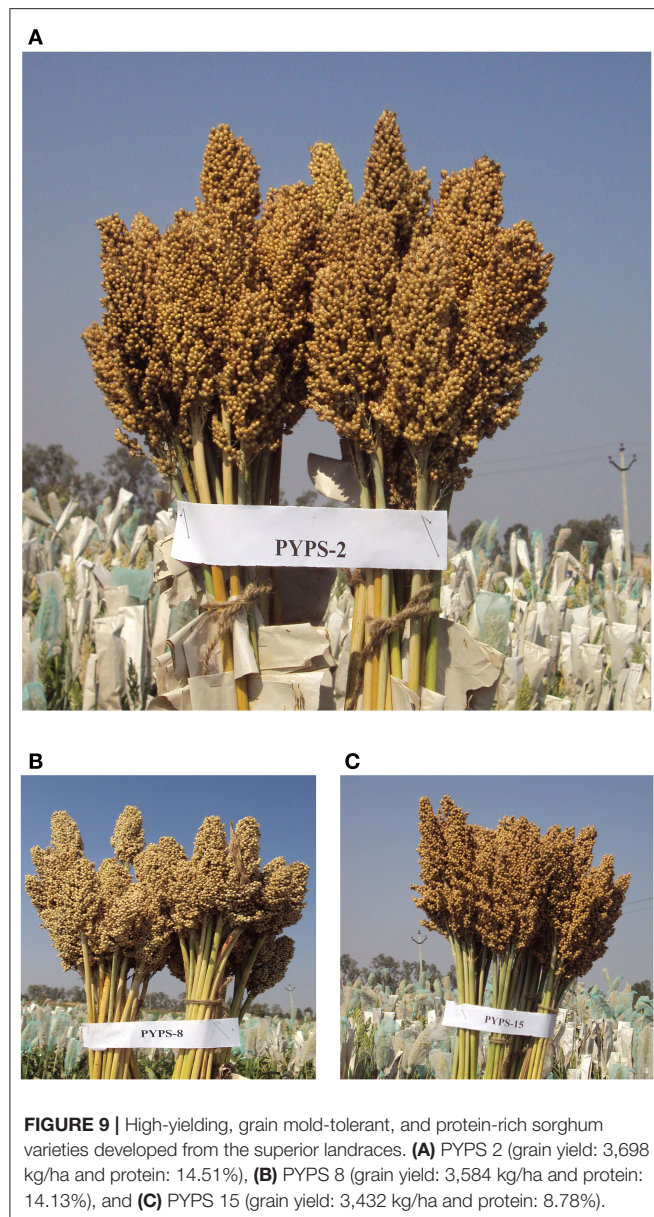 A
PYPS-2
B
C
PYPS-8
PYPS-15
FIGURE 9 | High-yielding, grain mold-tolerant, and protein-rich sorghum
varieties developed from the superior landraces. (A) PYPS 2 (grain yield: 3,698
kg/ha and protein: 14.51%), (B) PYPS 8 (grain yield: 3,584 kg/ha and protein:
14.13%), and (C) PYPS 15 (grain yield: 3,432 kg/ha and protein: 8.78%).